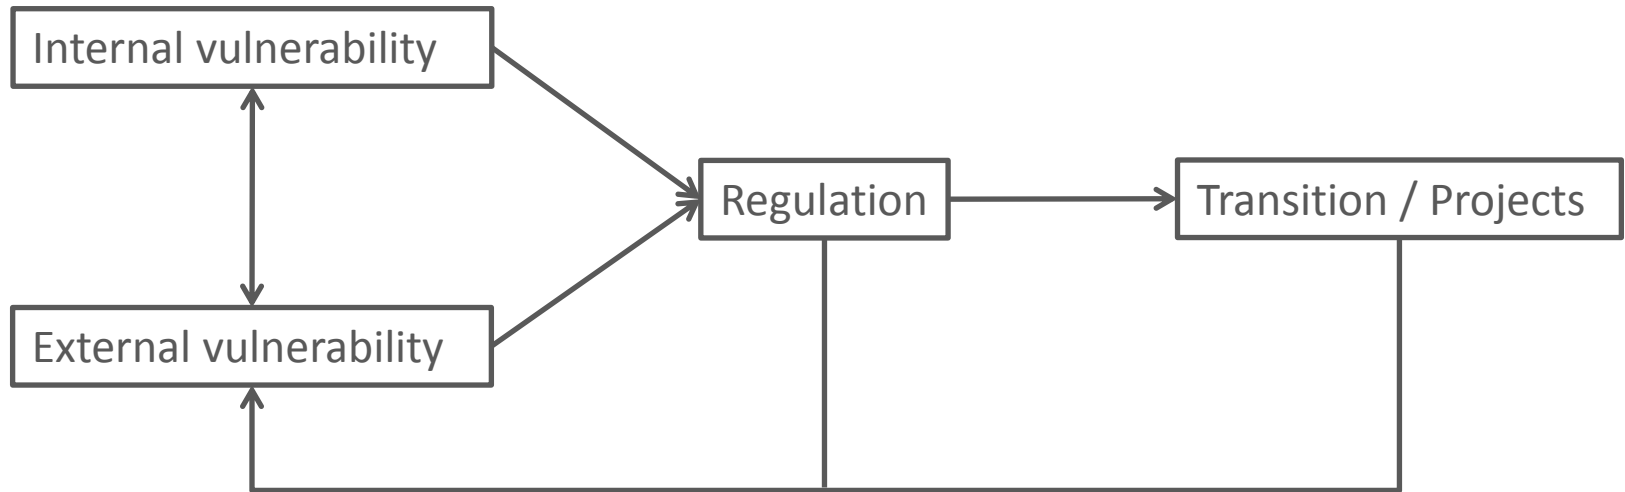 Internal vulnerability
Regulation
Transition / Projects
External vulnerability